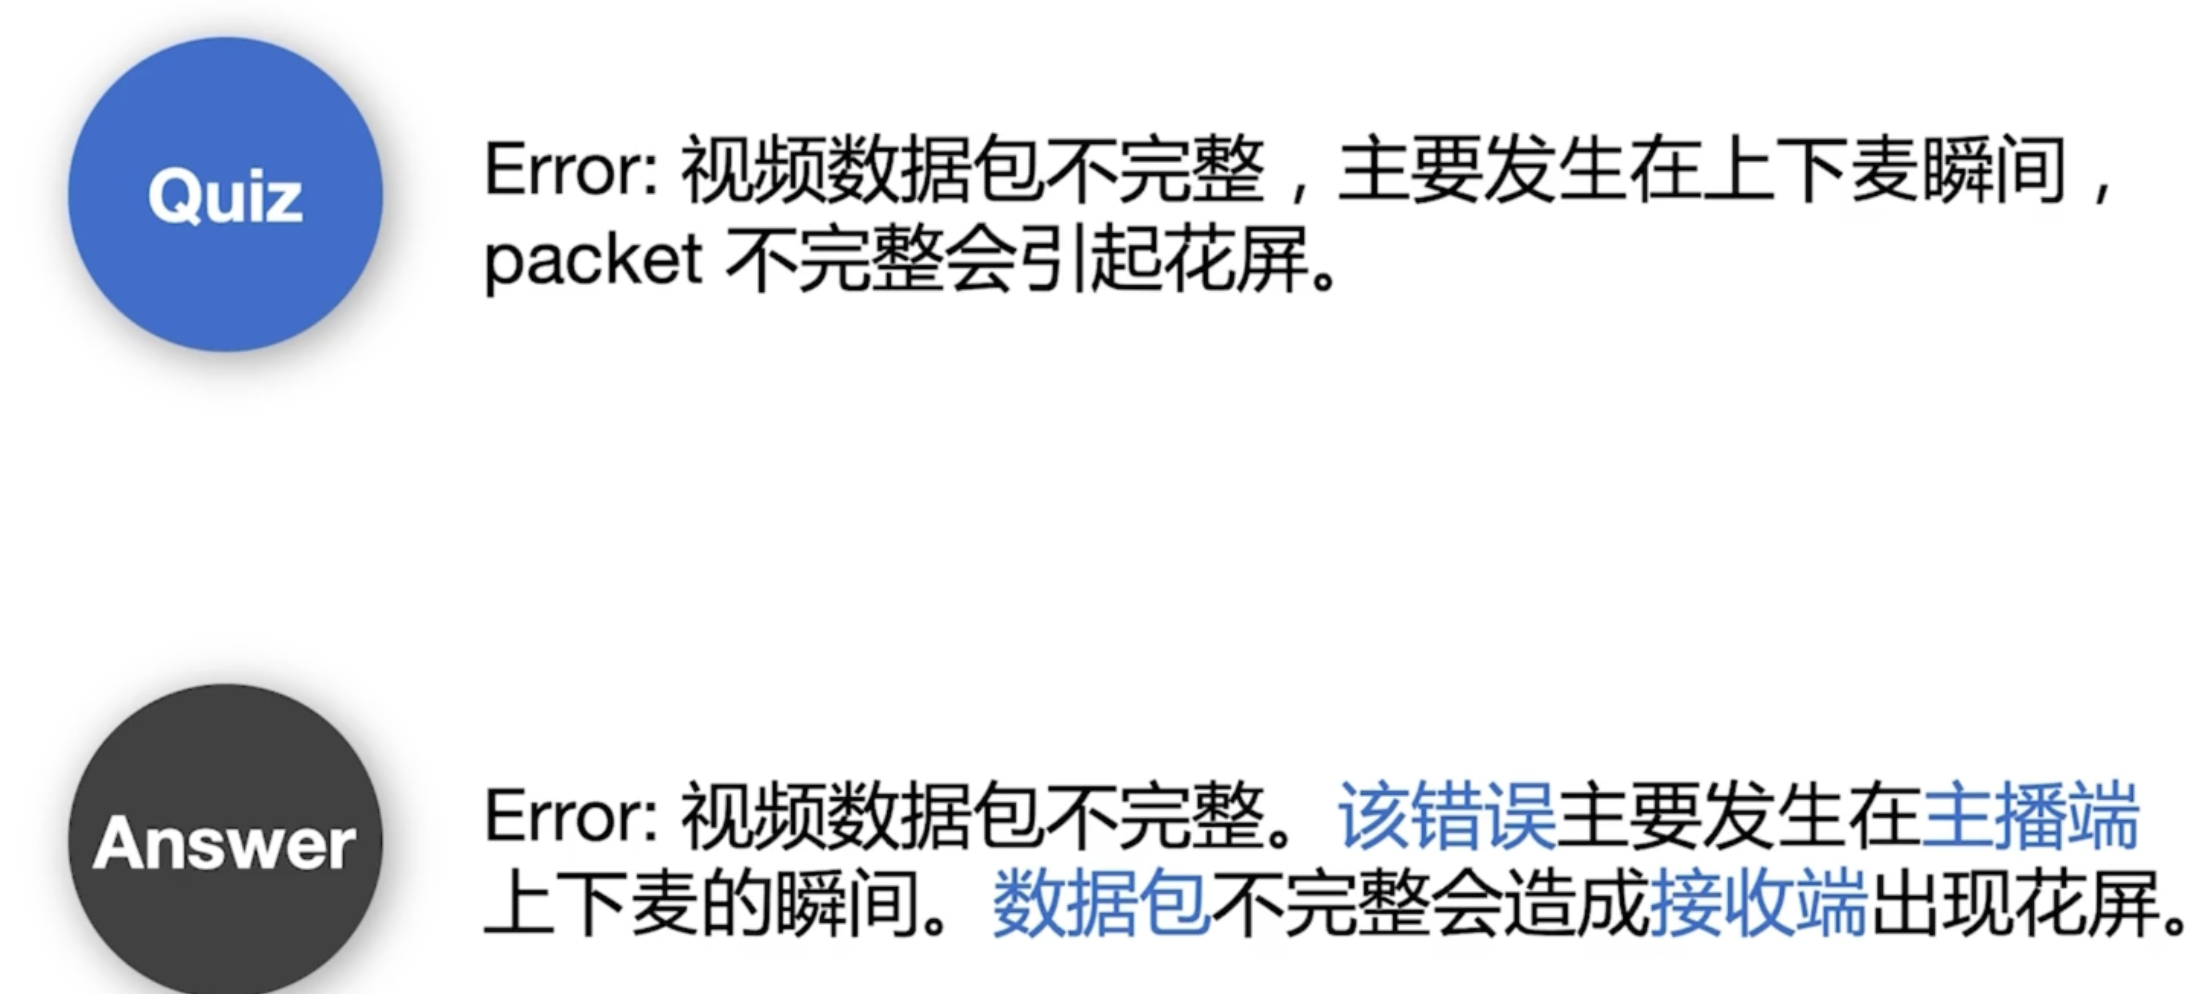 Quiz
Error: 视频数据包不完整，主要发生在上下麦瞬间，
packet 不完整会引起花屏。
Answer
Error: 视频数据包不完整。该错误主要发生在主播端
上下麦的瞬间。数据包不完整会造成接收端出现花屏。